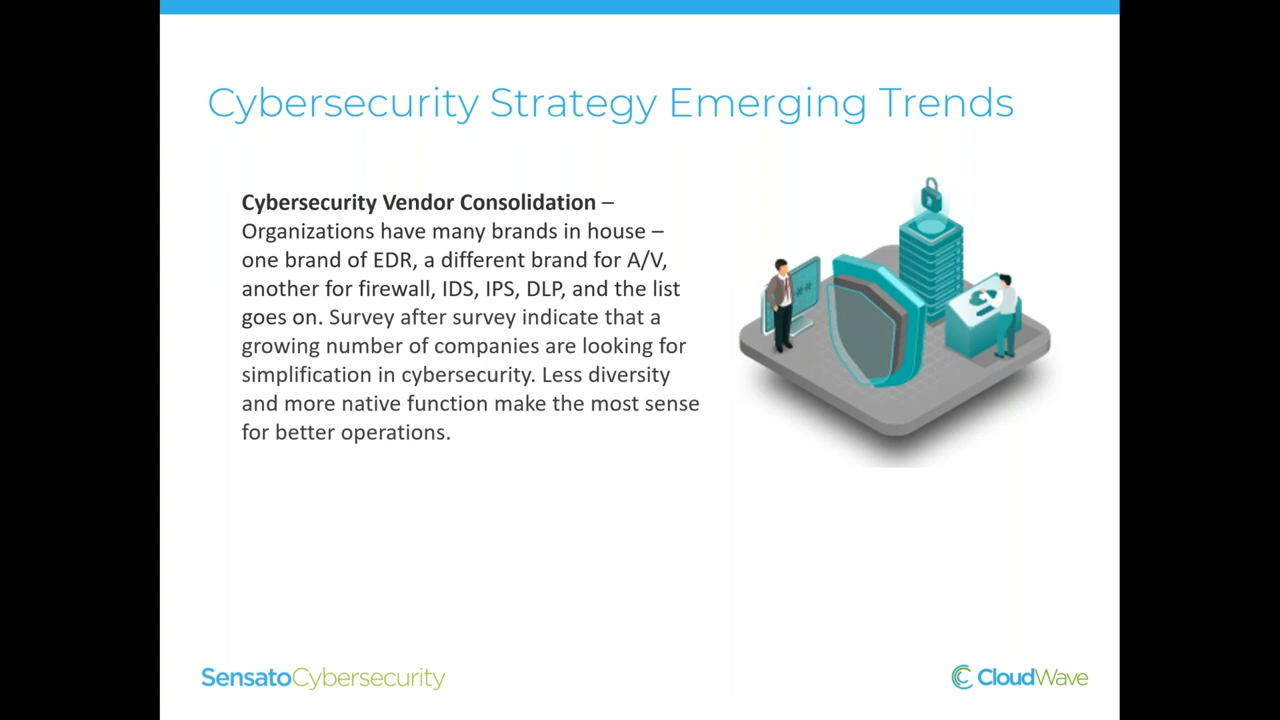 Cybersecurity Strategy Emerging Trends
Cybersecurity Vendor Consolidation –
Organizations have many brands in house –
one brand of EDR, a different brand for A/V,
another for firewall, IDS, IPS, DLP, and the list
goes on. Survey after survey indicate that a
growing number of companies are looking for
simplification in cybersecurity. Less diversity
and more native function make the most sense
for better operations.
SensatoCybersecurity
CloudWave